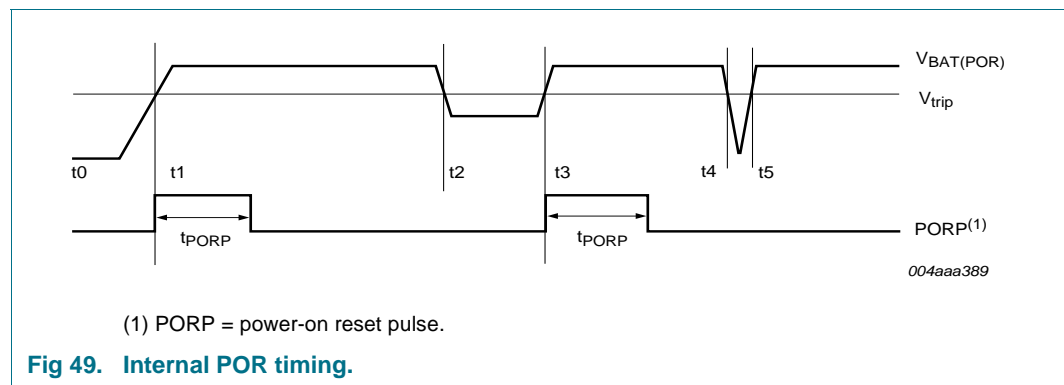 VBAT(POR)
Vtrip
t0
t1
t2
t3
t4
t5
tPORP
tPORP
PORP(1)
004aaa389
(1) PORP = power-on reset pulse.
Fig 49. Internal POR timing.